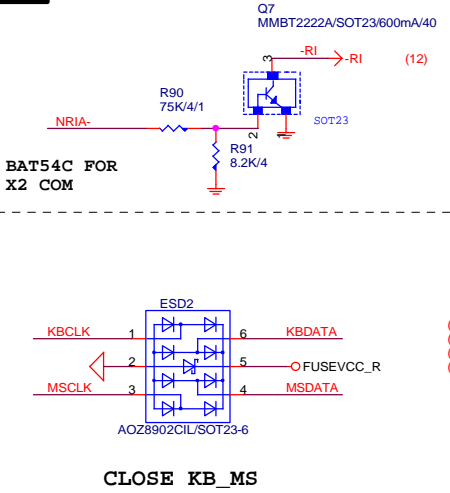 Q7
MMBT2222A/SOT23/600mA/40
3
-RI
-RI
(12)
R90
75K/4/1
SOT23
NRIA-
2
1
R91
8.2K/4
BAT54C FOR
X2 COM
ESD2
KBCLK
1
6
KBDATA
2
5
FUSEVCC_R
MSCLK
3
4
MSDATA
AOZ8902CIL/SOT23-6
CLOSE KB_MS